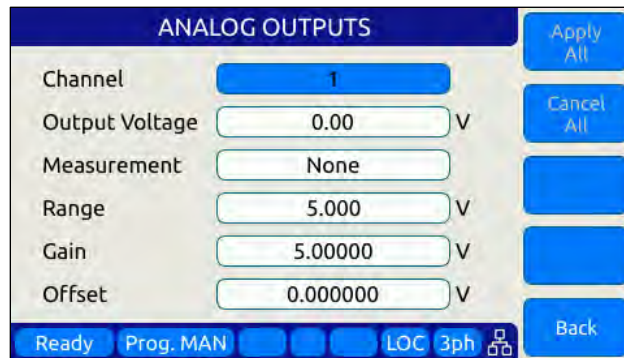 ANALOG OUTPUTS
Apply
All
Channel 1
Cancel
All
Output Voltage 0.00 V
Measurement None
Range 5.000 V
Gain 5.00000 V
Offset 0.000000 V
Back
Ready Prog. MAN LOC 3ph